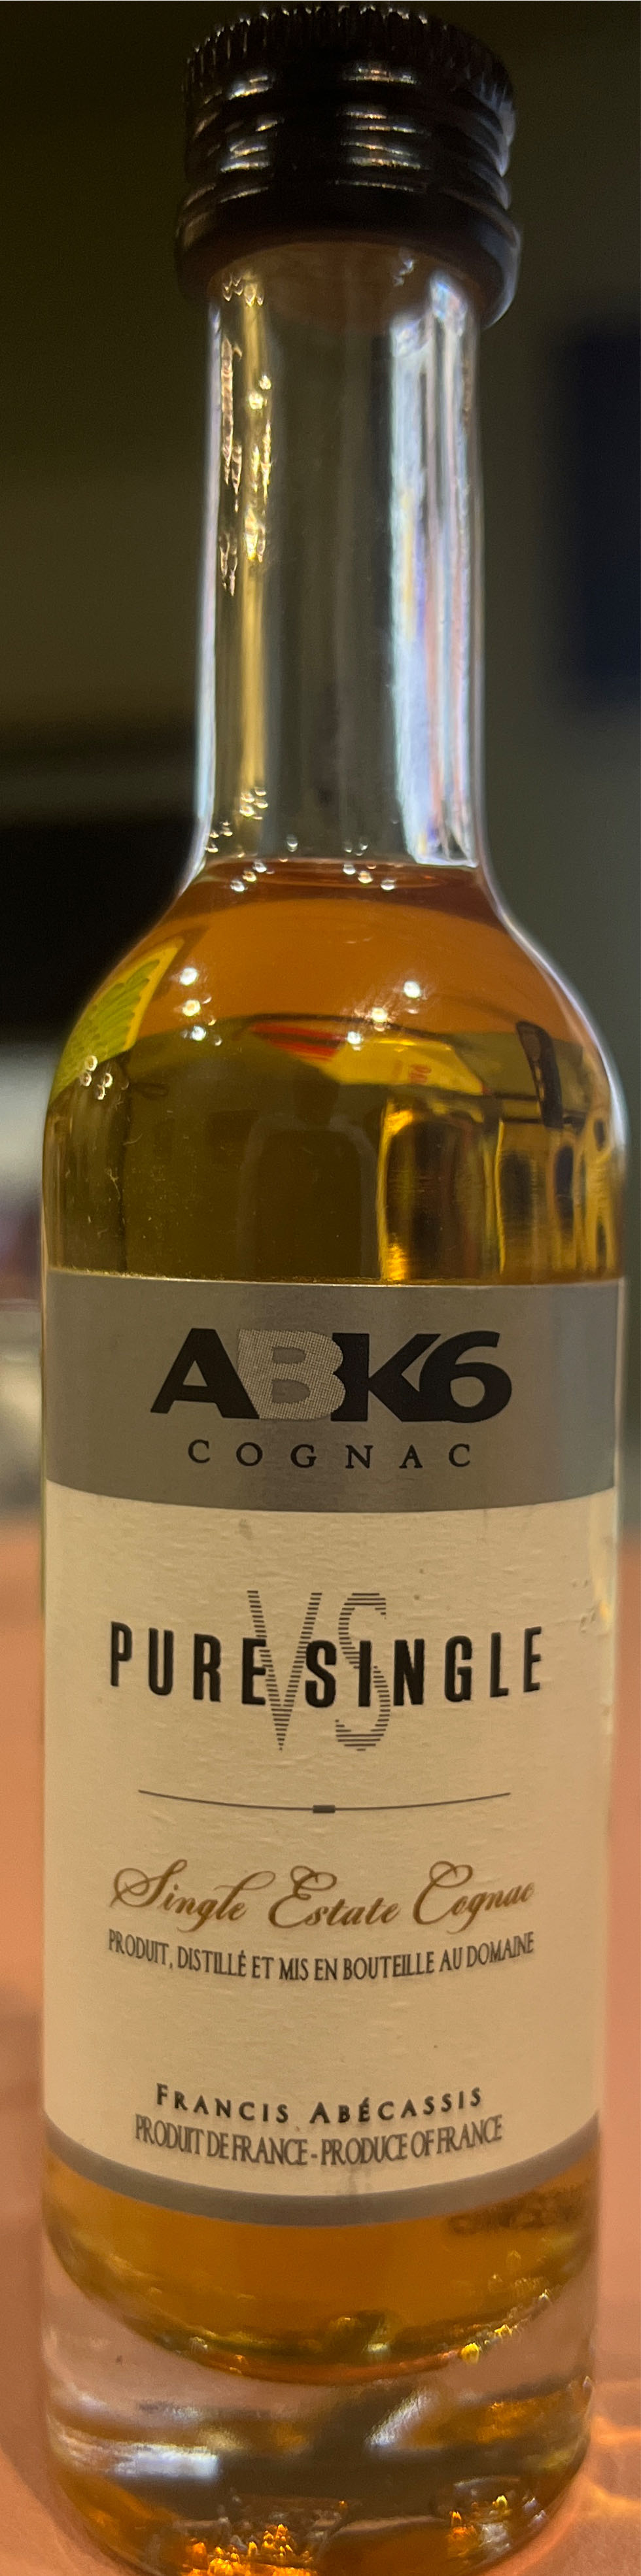 ABK6
COGNAC
VS
PURE SINGLE
Single Estate Cognac
PRODUIT, DISTILLÉ ET MIS EN BOUTEILLE AU DOMAINE
FRANCIS ABÉCASSIS
PRODUIT DE FRANCE - PRODUCE OF FRANCE